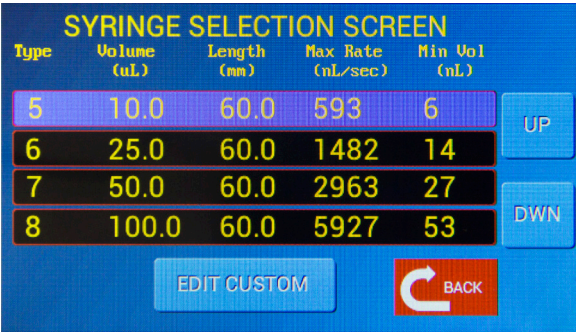 SYRINGE SELECTION SCREEN
Type Volume Length Max Rate Min Vol
(uL) (mm) (nL/sec) (nL)
5 10.0 60.0 593 6
6 25.0 60.0 1482 14
7 50.0 60.0 2963 27
8 100.0 60.0 5927 53
UP
DWN
EDIT CUSTOM
BACK